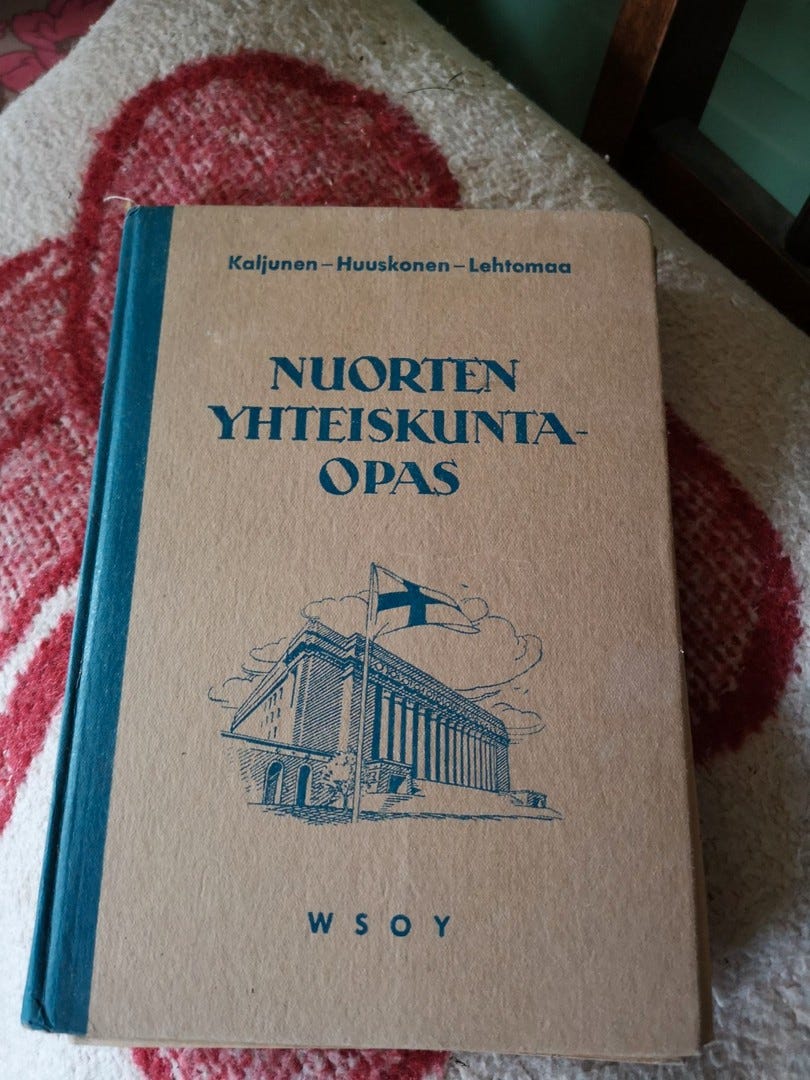 Kaljunen – Huuskonen – Lehtomaa
NUORTEN
YHTEISKUNTA-
OPAS
WSOY